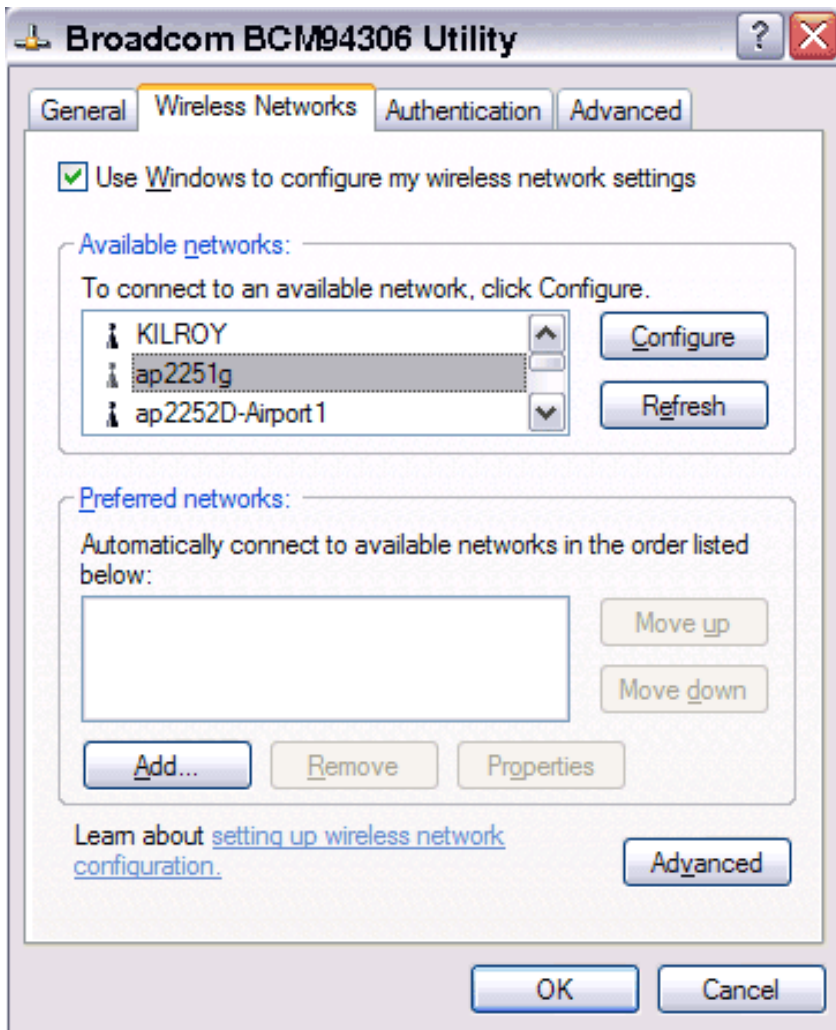 Broadcom BCM94306 Utility
General Wireless Networks Authentication Advanced
Use Windows to configure my wireless network settings
Available networks:
To connect to an available network, click Configure.
KILROY
ap2251g
ap2252D-Airport1
Configure
Refresh
Preferred networks:
Automatically connect to available networks in the order listed
below:
Move up
Move down
Add... Remove Properties
Learn about setting up wireless network
configuration.
Advanced
OK Cancel